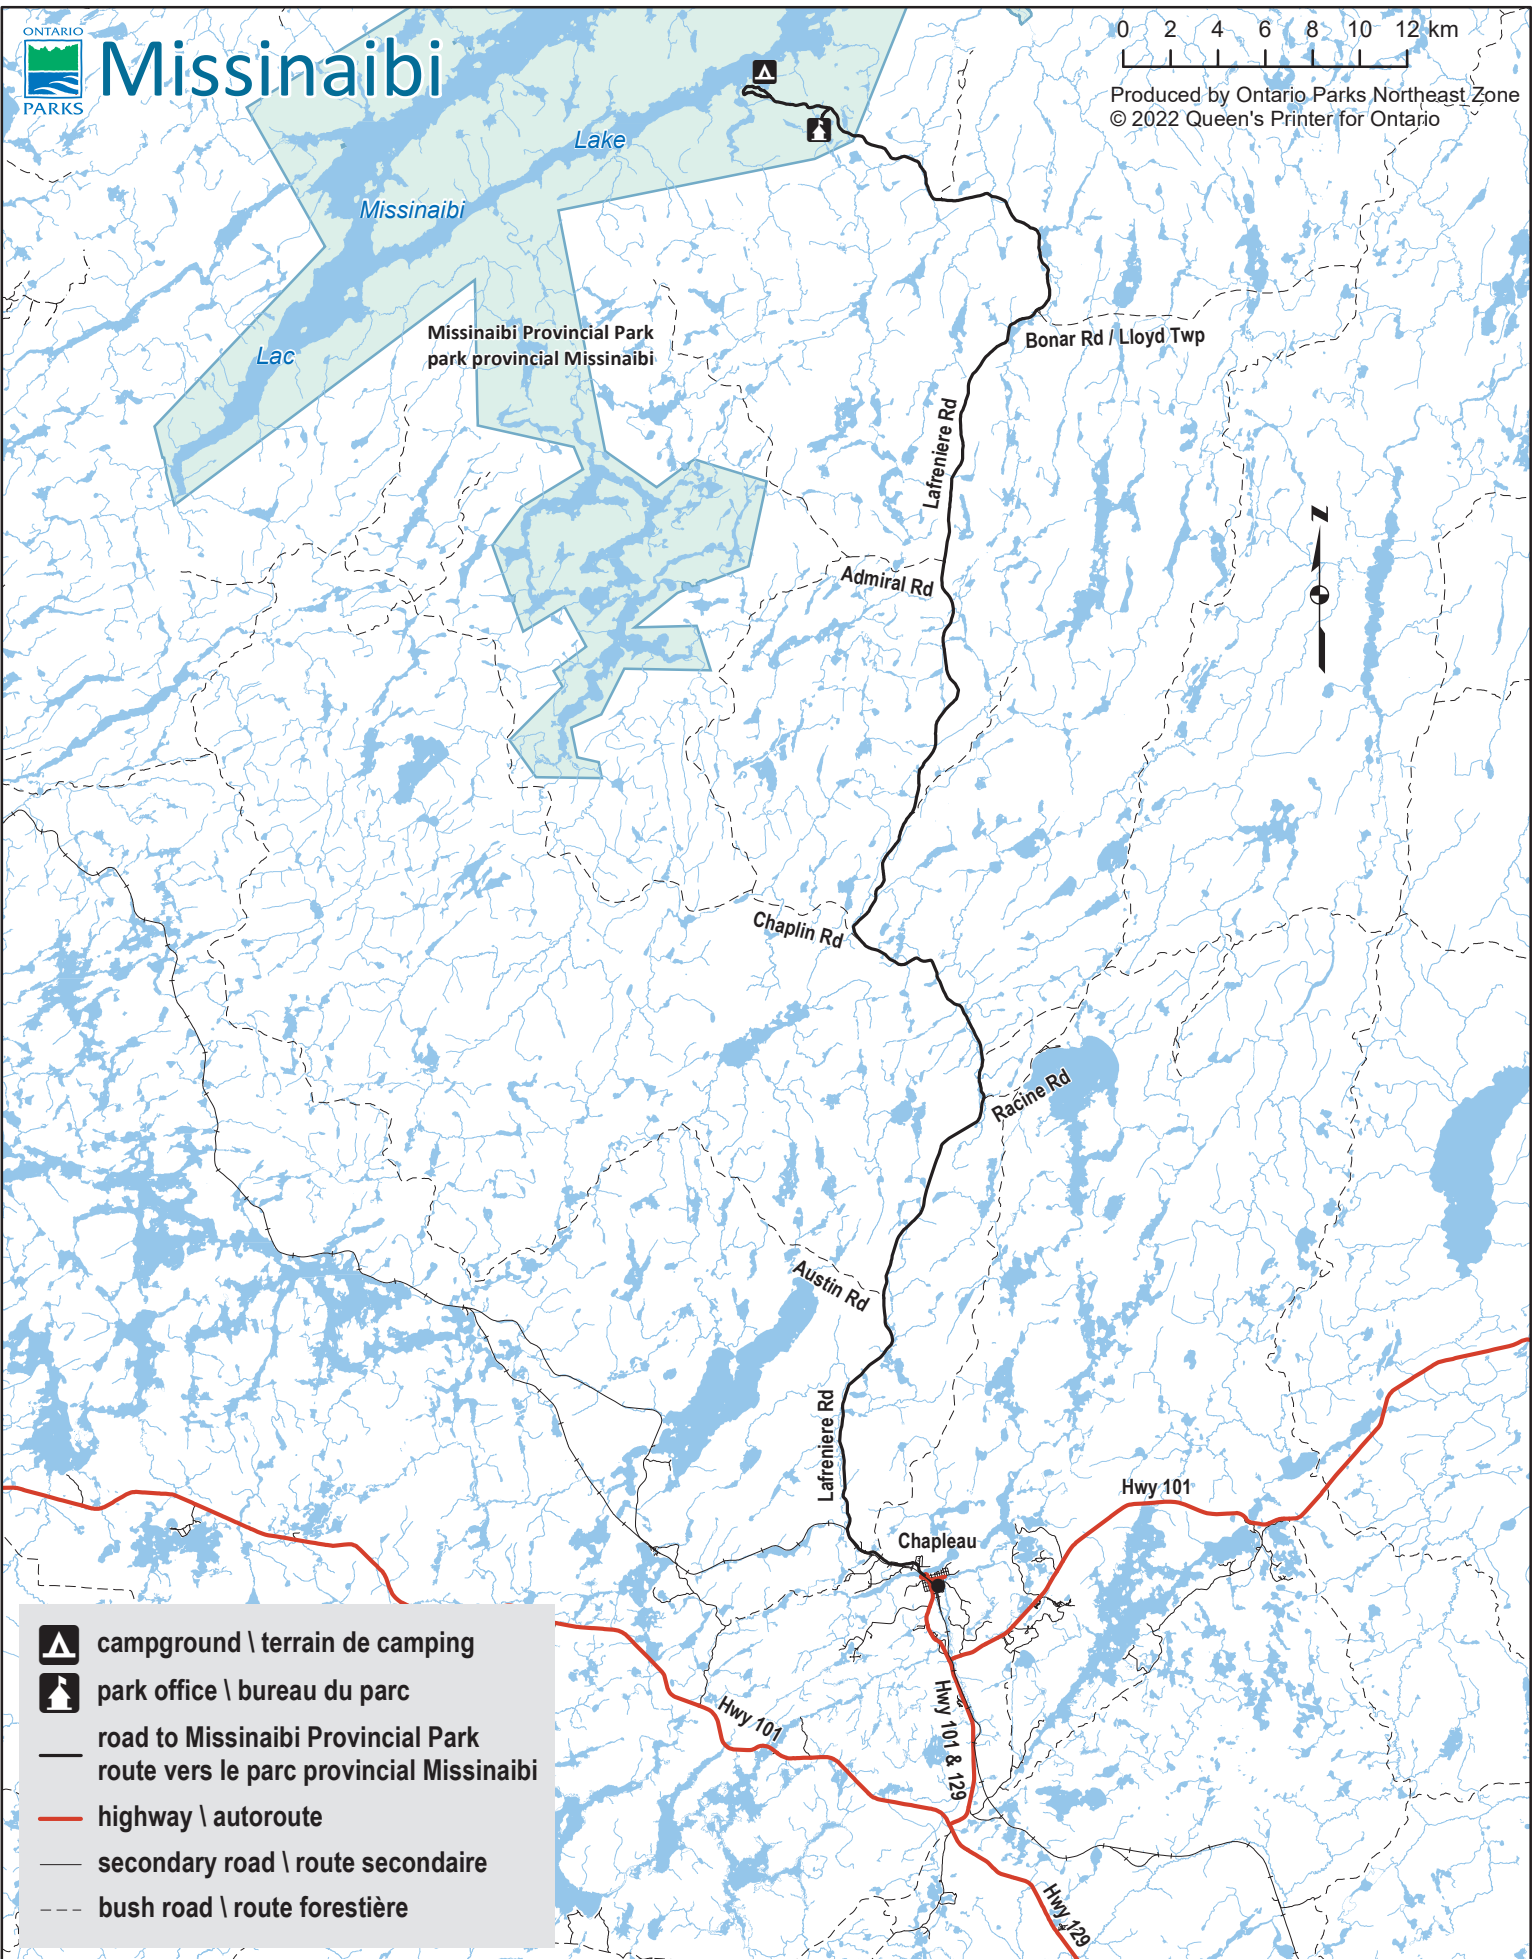 ONTARIO
PARKS
Missinaibi
0 2 4 6 8 10 12 km
Produced by Ontario Parks Northeast Zone
© 2022 Queen's Printer for Ontario
Lake
Missinaibi
Lac
Missinaibi Provincial Park
park provincial Missinaibi
Bonar Rd / Lloyd Twp
Lafreniere Rd
N
Admiral Rd
Chaplin Rd
Racine Rd
Austin Rd
Lafreniere Rd
Hwy 101
Chapleau
Hwy 101
Hwy 101 & 129
Hwy 129
campground \ terrain de camping
park office \ bureau du parc
road to Missinaibi Provincial Park
route vers le parc provincial Missinaibi
highway \ autoroute
secondary road \ route secondaire
bush road \ route forestière